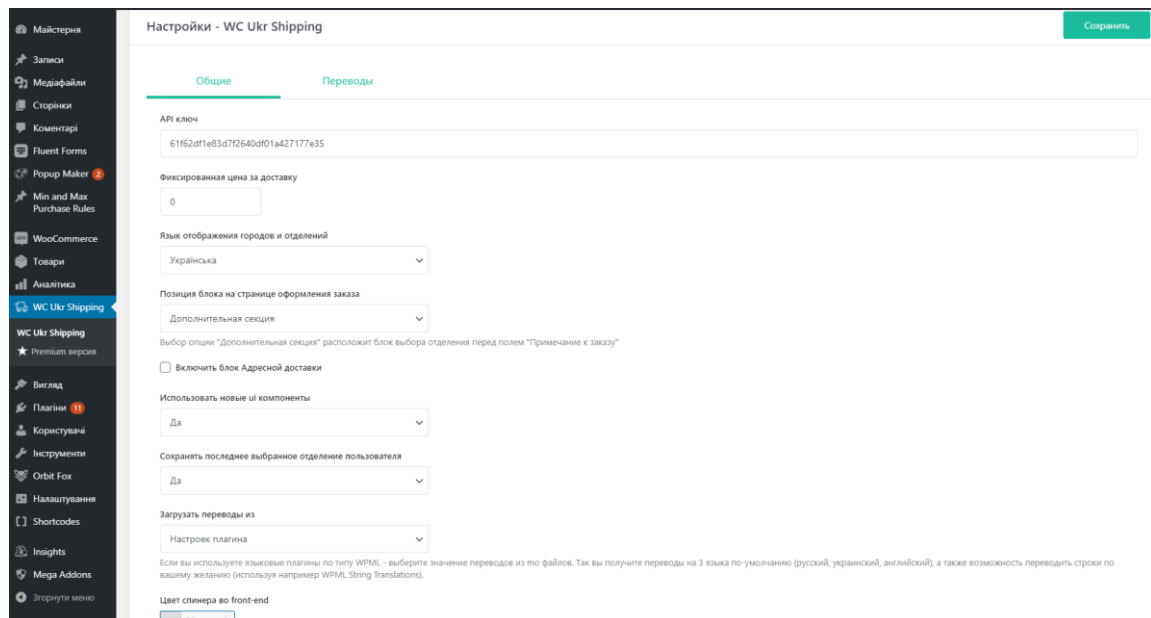 Майстерня
Записи
Медіафайли
Сторінки
Коментарі
Fluent Forms
Popup Maker 2
Min and Max
Purchase Rules
WooCommerce
Товари
Аналітика
WC Ukr Shipping
WC Ukr Shipping
Premium версия
Вигляд
Плагіни 11
Користувачі
Інструменти
Orbit Fox
Налаштування
Shortcodes
Insights
Mega Addons
Згорнути меню
Настройки - WC Ukr Shipping
Сохранить
Общие
Переводы
API ключ
61f62df1e83d7f2640df01a427177e35
Фиксированная цена за доставку
0
Язык отображения городов и отделений
Українська
Позиция блока на странице оформления заказа
Дополнительная секция
Выбор опции "Дополнительная секция" расположит блок выбора отделения перед полем "Примечание к заказу"
Включить блок Адресной доставки
Использовать новые ui компоненты
Да
Сохранять последнее выбранное отделение пользователя
Да
Загружать переводы из
Настроек плагина
Если вы используете языковые плагины по типу WPML - выберите значение переводов из mo файлов. Так вы получите переводы на 3 языка по-умолчанию (русский, украинский, английский), а также возможность переводить строки по
вашему желанию (используя например WPML String Translations).
Цвет спинера во front-end